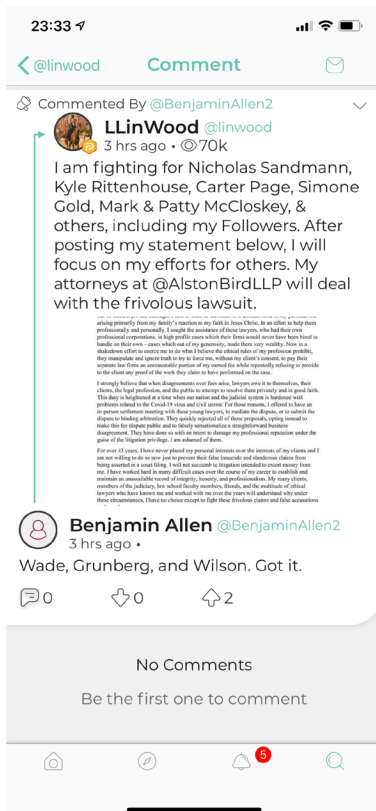 23:33
@linwood
Comment
Commented By @BenjaminAllen2
LLinWood @linwood
3 hrs ago • 70k
I am fighting for Nicholas Sandmann,
Kyle Rittenhouse, Carter Page, Simone
Gold, Mark & Patty McCloskey, &
others, including my Followers. After
posting my statement below, I will
focus on my efforts for others. My
attorneys at @AlstonBirdLLP will deal
with the frivolous lawsuit.
arising primarily from my family's reaction to my faith in Jesus Christ. In an effort to help them
professionally and personally, I sought the assistance of these lawyers, who had their own
professional corporations, in high profile cases which their firms would never have been hired to
handle on their own - cases which out of my generosity, made them very wealthy. Now is a
shakedown effort to coerce me to do what I believe the ethical rules of my profession prohibit,
they manipulate and ignore truth to try to force me, without my client's consent, to pay their
separate law firms an unreasonable portion of my earned fee while repeatedly refusing to provide
to the client any proof of the work they claim to have performed on the case.
I strongly believe that when disagreements over fees arise, lawyers owe it to themselves, their
clients, the legal profession, and the public to attempt to resolve them privately and in good faith.
This duty is heightened at a time when our nation and the judicial system is burdened with
problems related to the Covid-19 virus and civil unrest. For those reasons, I offered to have an
in person settlement meeting with these young lawyers, to mediate the dispute, or to submit the
dispute to binding arbitration. They quickly rejected all of those proposals, opting instead to
make this fee dispute public and to falsely sensationalize a straightforward business
disagreement. They have done so with an intent to damage my professional reputation under the
guise of the litigation privilege. I am ashamed of them.
For over 43 years, I have never placed my personal interests over the interests of my clients and I
am not willing to do so now just to prevent their false innuendo and slanderous claims from
being asserted in a court filing. I will not succumb to litigation intended to extort money from
me. I have worked hard in many difficult cases over the course of my career to establish and
maintain an unassailable record of integrity, honesty, and professionalism. My many clients,
members of the judiciary, law school faculty members, friends, and the multitude of ethical
lawyers who have known me and worked with me over the years will understand why under
these circumstances, I have no choice except to fight these frivolous claims and false accusations
Benjamin Allen @BenjaminAllen2
3 hrs ago •
Wade, Grunberg, and Wilson. Got it.
0 0 2
No Comments
Be the first one to comment
5